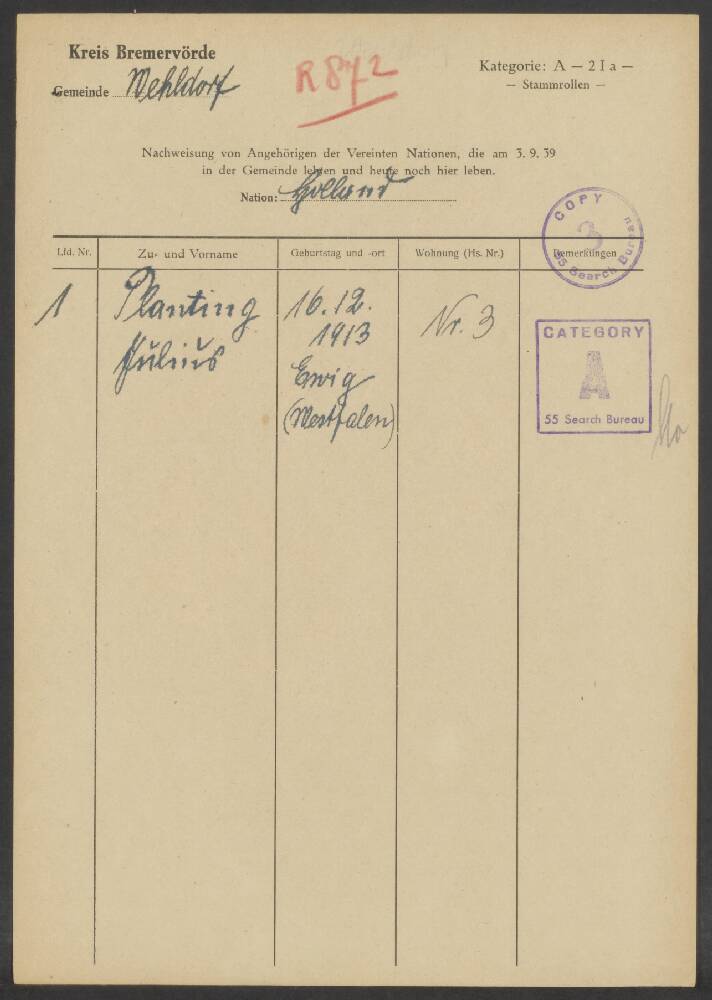 Kreis Bremervörde
Gemeinde Wehldorf
R 872
Kategorie: A — 2 I a —
— Stammrollen —
Nachweisung von Angehörigen der Vereinten Nationen, die am 3. 9. 39
in der Gemeinde lebten und heute noch hier leben.
Nation: Holland
COPY
3
55 Search Bureau
Lfd. Nr. Zu- und Vorname Geburtstag und -ort Wohnung (Hs. Nr.) Bemerkungen
1 Planting 16.12. Nr. 3
Julius 1913
Ewig
(Westfalen)
CATEGORY
A
55 Search Bureau